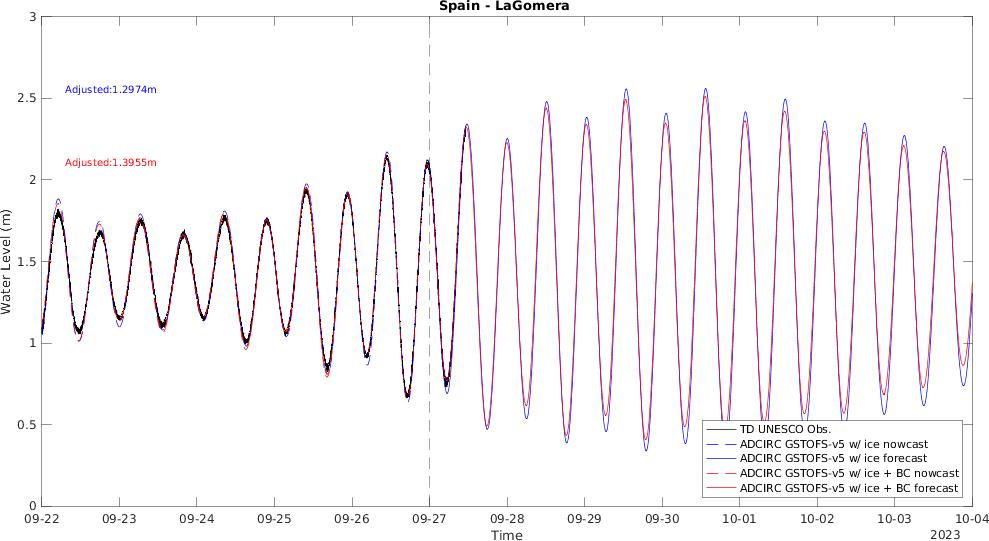 Spain - LaGomera
3
2.5
2
1.5
1
0.5
0
Water Level (m)
Adjusted:1.2974m
Adjusted:1.3955m
TD UNESCO Obs.
ADCIRC GSTOFS-v5 w/ ice nowcast
ADCIRC GSTOFS-v5 w/ ice forecast
ADCIRC GSTOFS-v5 w/ ice + BC nowcast
ADCIRC GSTOFS-v5 w/ ice + BC forecast
09-22 09-23 09-24 09-25 09-26 09-27 09-28 09-29 09-30 10-01 10-02 10-03 10-04
Time
2023